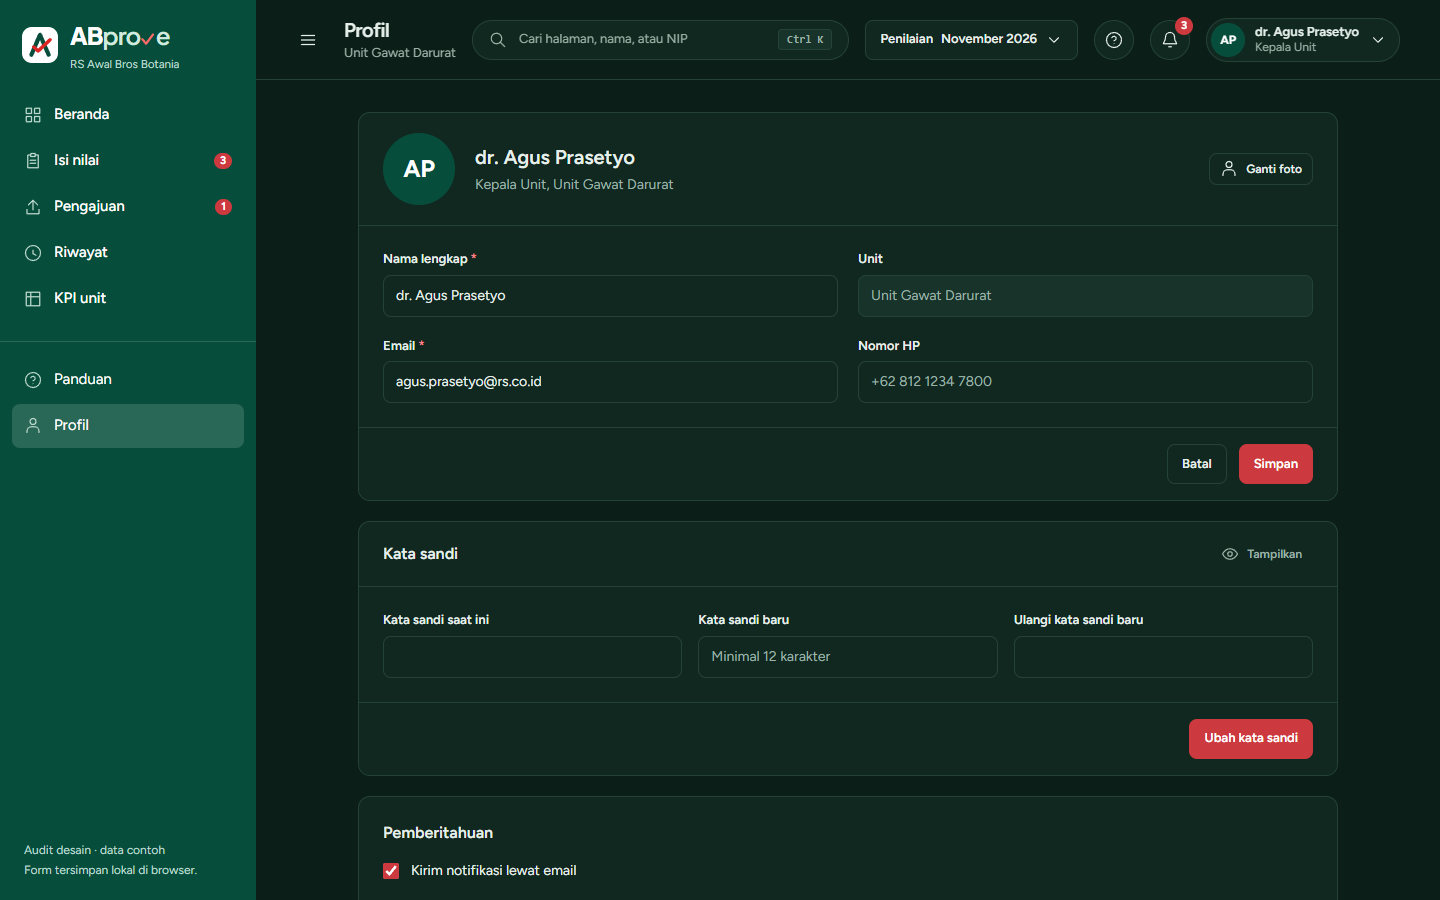 ABprove
RS Awal Bros Botania
Beranda
Isi nilai 3
Pengajuan 1
Riwayat
KPI unit
Panduan
Profil
Audit desain · data contoh
Form tersimpan lokal di browser.
Profil
Unit Gawat Darurat
Cari halaman, nama, atau NIP
Ctrl K
Penilaian November 2026
3
AP
dr. Agus Prasetyo
Kepala Unit
AP
dr. Agus Prasetyo
Kepala Unit, Unit Gawat Darurat
Ganti foto
Nama lengkap *
dr. Agus Prasetyo
Unit
Unit Gawat Darurat
Email *
agus.prasetyo@rs.co.id
Nomor HP
+62 812 1234 7800
Batal
Simpan
Kata sandi
Tampilkan
Kata sandi saat ini
Kata sandi baru
Minimal 12 karakter
Ulangi kata sandi baru
Ubah kata sandi
Pemberitahuan
Kirim notifikasi lewat email